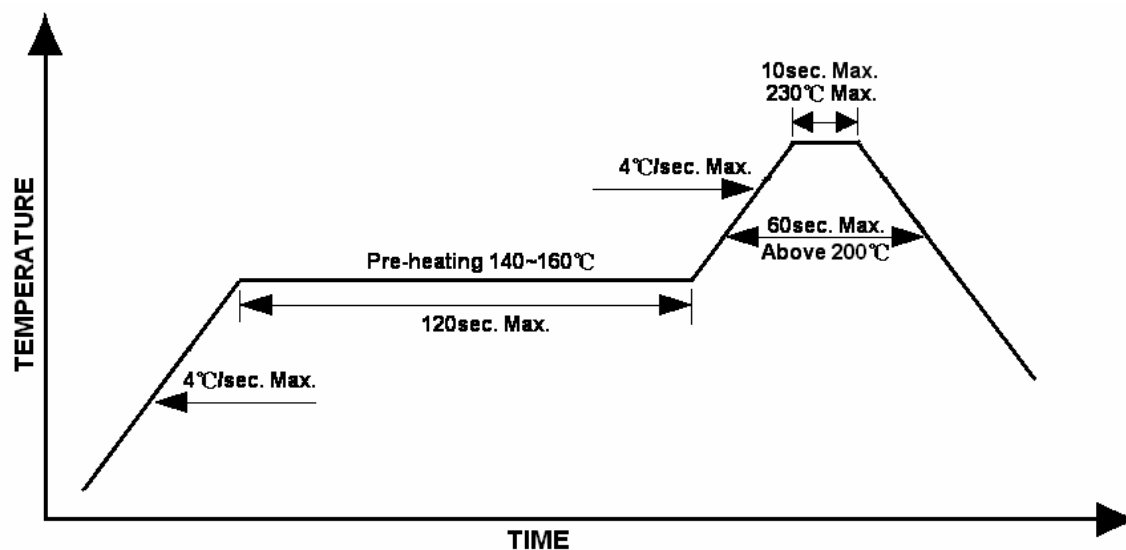 TEMPERATURE
10sec. Max.
230℃ Max.
4℃/sec. Max.
60sec. Max.
Above 200℃
Pre-heating 140~160℃
120sec. Max.
4℃/sec. Max.
TIME